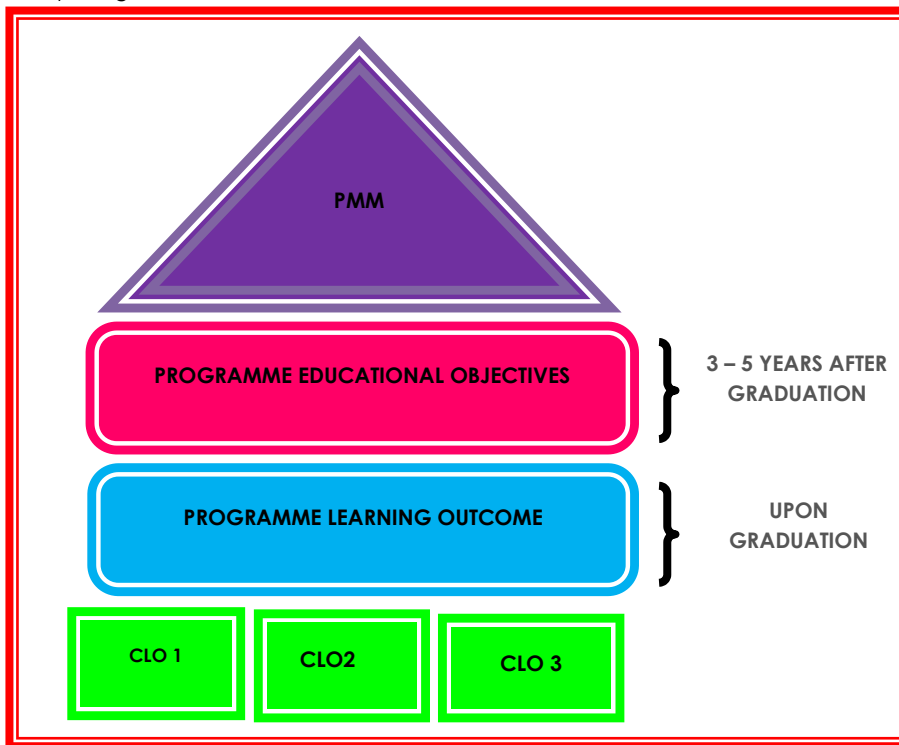 PMM
PROGRAMME EDUCATIONAL OBJECTIVES
3 – 5 YEARS AFTER
GRADUATION
PROGRAMME LEARNING OUTCOME
UPON
GRADUATION
CLO 1
CLO2
CLO 3